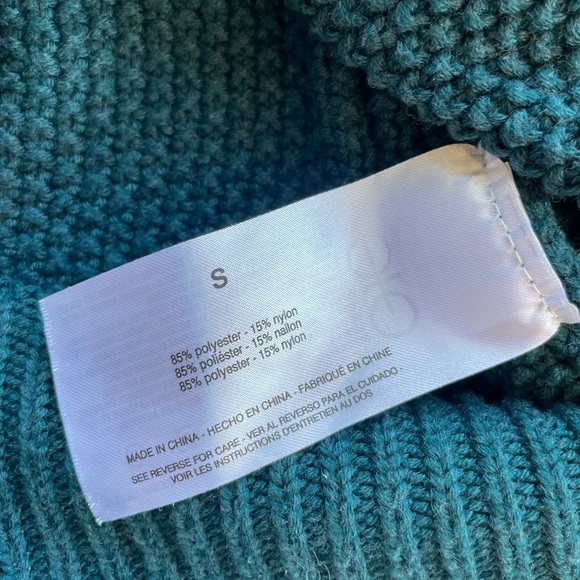 S
85% polyester - 15% nylon
85% poliéster - 15% nailon
85% polyester - 15% nylon
MADE IN CHINA - HECHO EN CHINA - FABRIQUÉ EN CHINE
SEE REVERSE FOR CARE - VER AL REVERSO PARA EL CUIDADO -
VOIR LES INSTRUCTIONS D'ENTRETIEN AU DOS